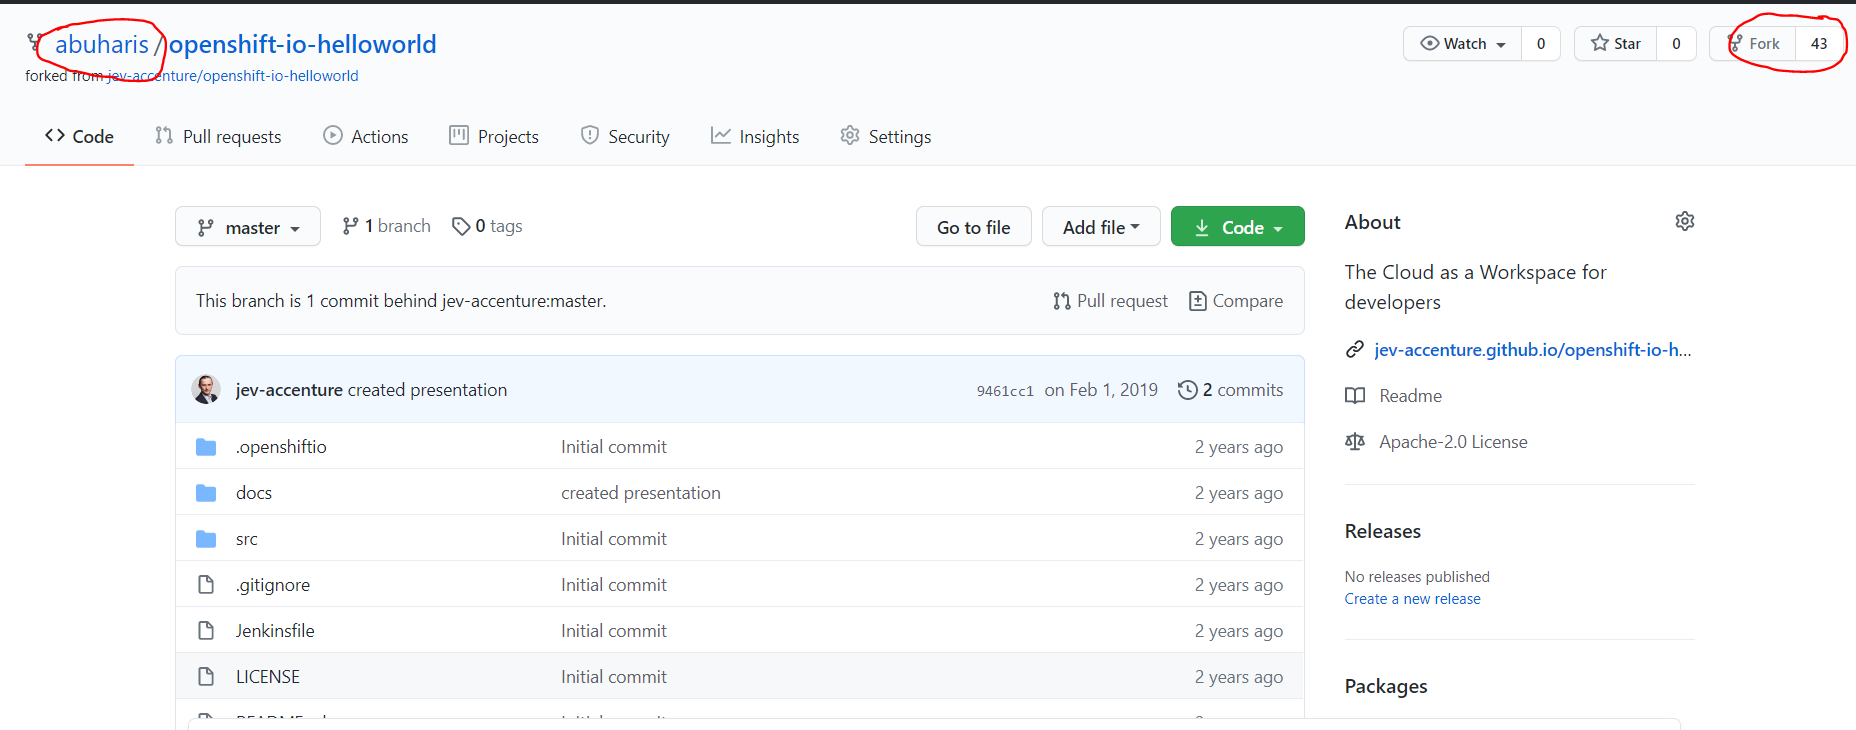 abuharis / openshift-io-helloworld
Watch 0 Star 0 Fork 43
forked from jev-accenture/openshift-io-helloworld
Code Pull requests Actions Projects Security Insights Settings
master 1 branch 0 tags Go to file Add file Code
This branch is 1 commit behind jev-accenture:master. Pull request Compare
jev-accenture created presentation 9461cc1 on Feb 1, 2019 2 commits
.openshiftio Initial commit 2 years ago
docs created presentation 2 years ago
src Initial commit 2 years ago
.gitignore Initial commit 2 years ago
Jenkinsfile Initial commit 2 years ago
LICENSE Initial commit 2 years ago
About
The Cloud as a Workspace for
developers
jev-accenture.github.io/openshift-io-h...
Readme
Apache-2.0 License
Releases
No releases published
Create a new release
Packages